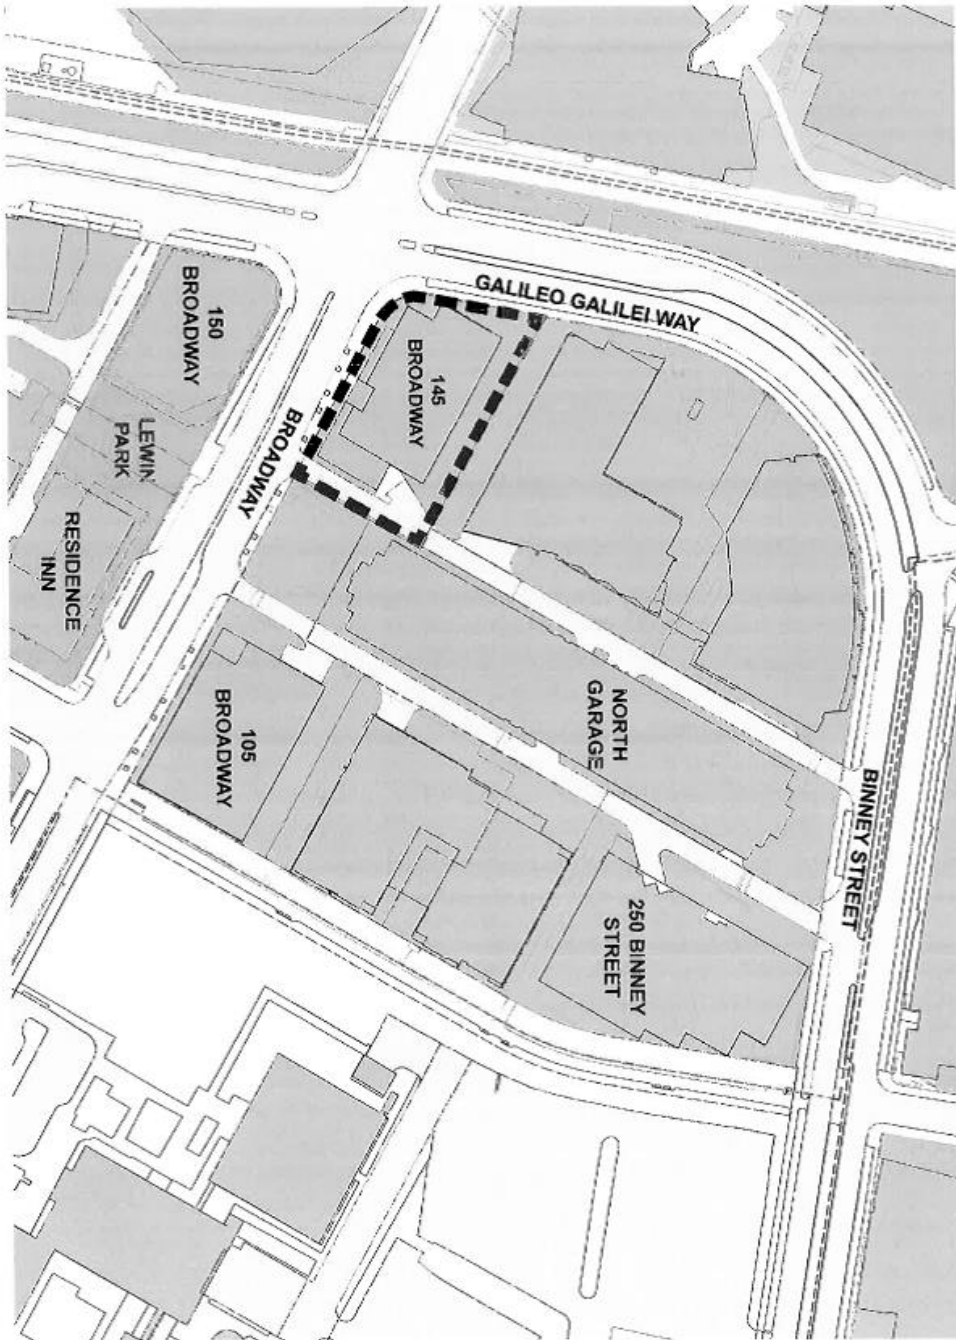 GALILEO GALILEI WAY
150
BROADWAY
145
BROADWAY
BROADWAY
LEWIN
PARK
RESIDENCE
INN
105
BROADWAY
NORTH
GARAGE
BINNEY STREET
250 BINNEY
STREET